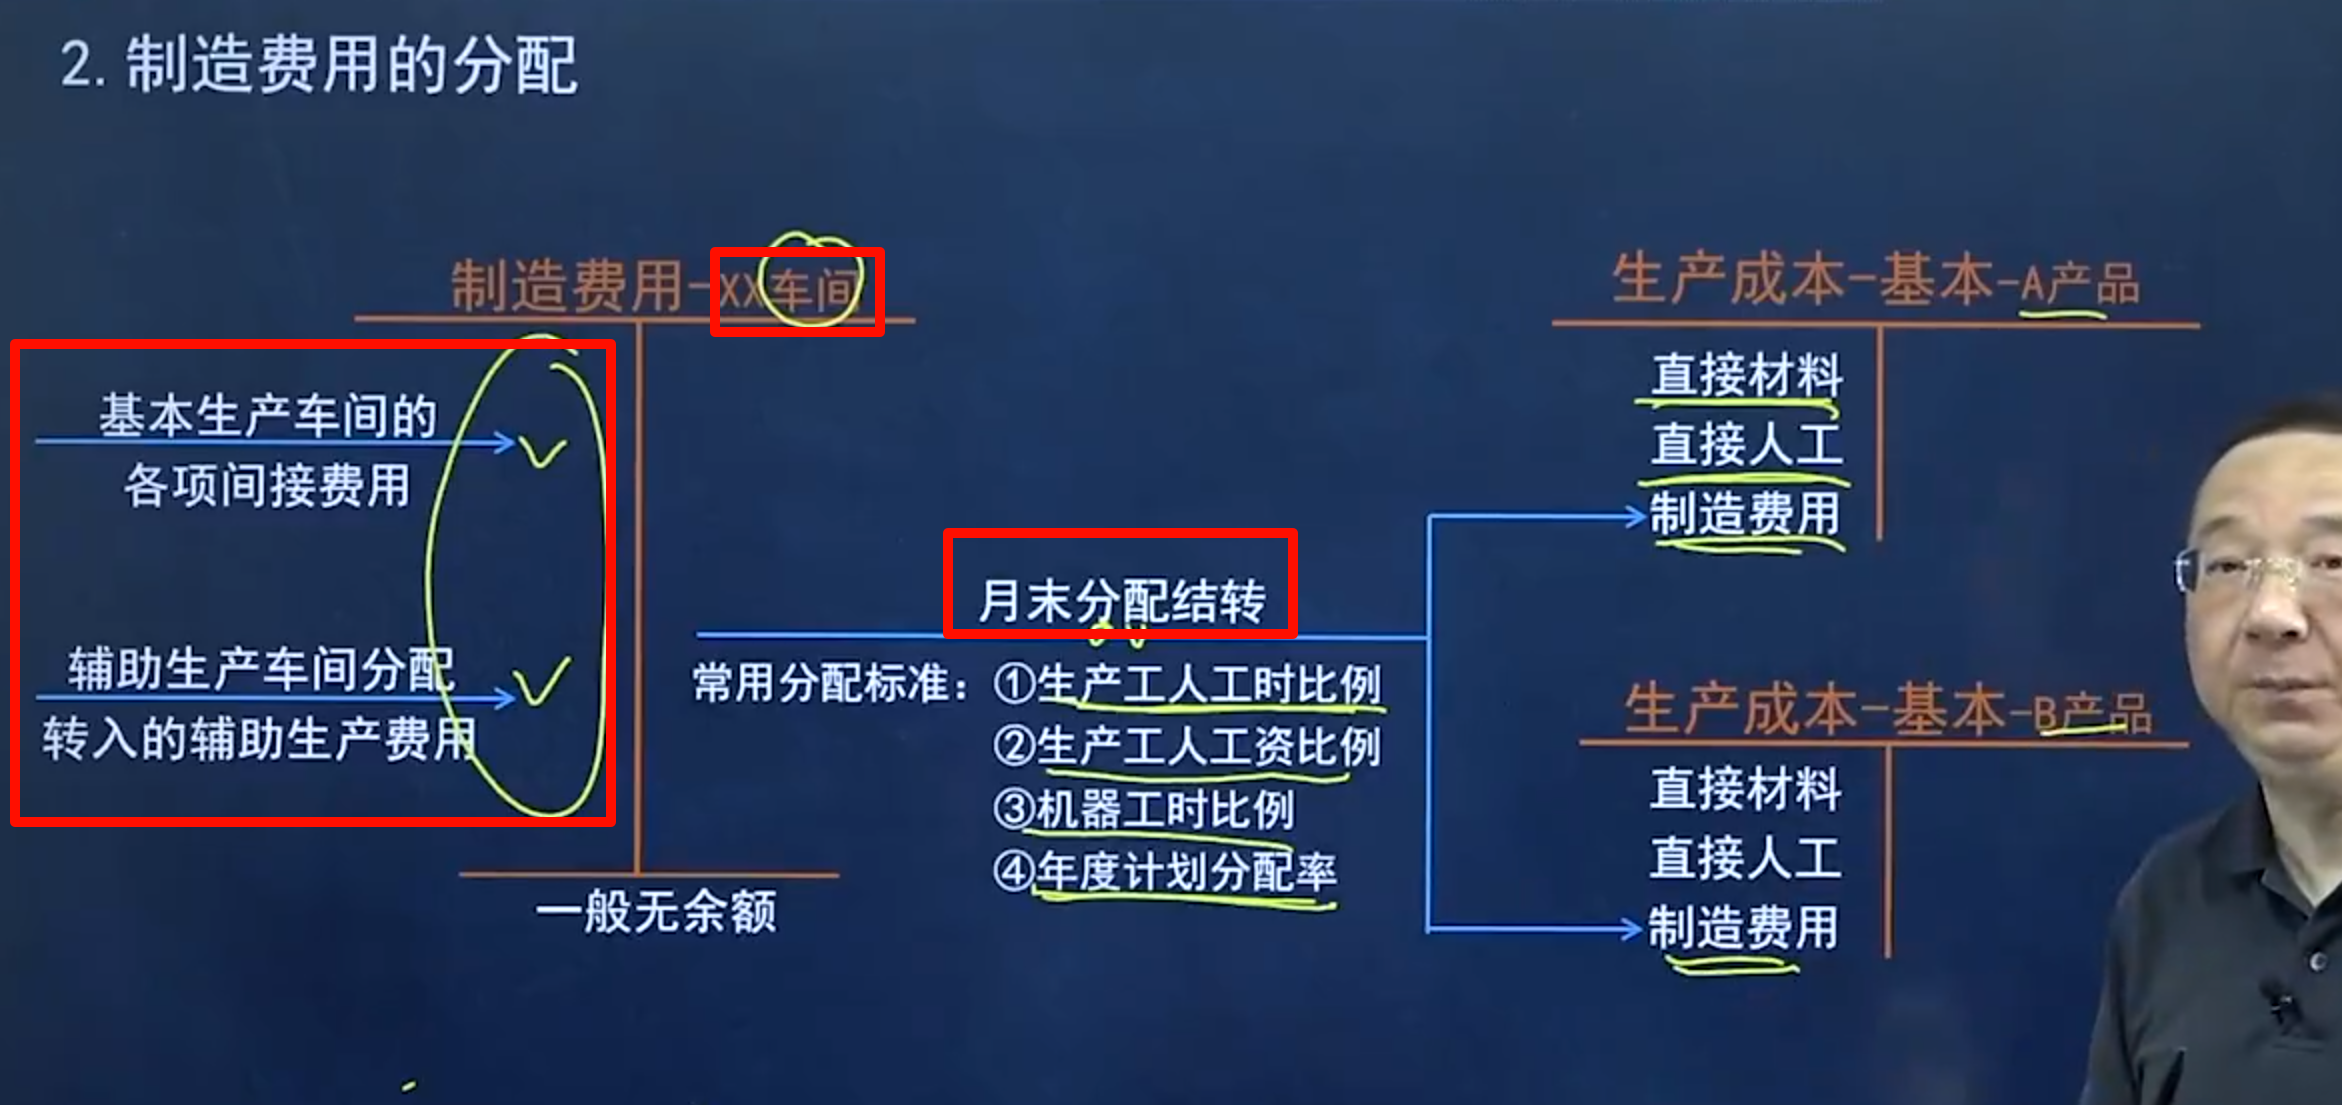 2.制造费用的分配
制造费用-XX车间
基本生产车间的
各项间接费用
辅助生产车间分配
转入的辅助生产费用
一般无余额
月末分配结转
常用分配标准：①生产工人工时比例
②生产工人工资比例
③机器工时比例
④年度计划分配率
生产成本-基本-A产品
直接材料
直接人工
制造费用
生产成本-基本-B产品
直接材料
直接人工
制造费用